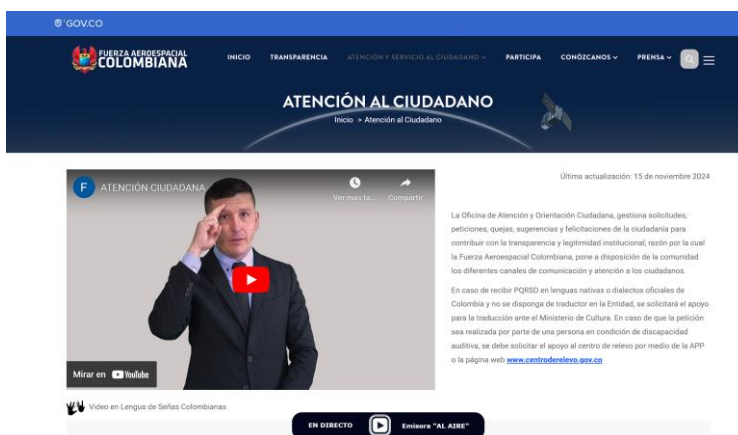 GOV.CO
FUERZA AEROESPACIAL
COLOMBIANA
INICIO TRANSPARENCIA ATENCIÓN Y SERVICIO AL CIUDADANO PARTICIPA CONÓZCANOS PRENSA
ATENCIÓN AL CIUDADANO
Inicio > Atención al Ciudadano
F ATENCIÓN CIUDADANA
Ver más ta... Compartir
Mirar en YouTube
Video en Lengua de Señas Colombianas
Última actualización: 15 de noviembre 2024
La Oficina de Atención y Orientación Ciudadana, gestiona solicitudes,
peticiones, quejas, sugerencias y felicitaciones de la ciudadanía para
contribuir con la transparencia y legitimidad institucional; razón por la cual
la Fuerza Aeroespacial Colombiana, pone a disposición de la comunidad
los diferentes canales de comunicación y atención a los ciudadanos.
En caso de recibir PQRSD en lenguas nativas o dialectos oficiales de
Colombia y no se disponga de traductor en la Entidad, se solicitará el apoyo
para la traducción ante el Ministerio de Cultura. En caso de que la petición
sea realizada por parte de una persona en condición de discapacidad
auditiva, se debe solicitar el apoyo al centro de relevo por medio de la APP
o la página web www.centroderelevo.gov.co
EN DIRECTO Emisora "AL AIRE"